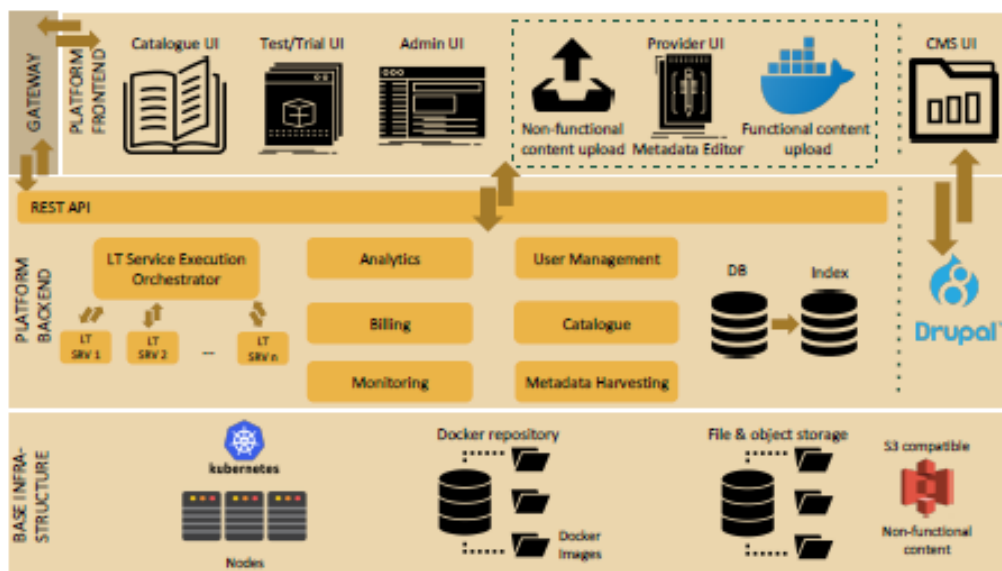 GATEWAY
PLATFORM
FRONTEND
Catalogue UI
Test/Trial UI
Admin UI
Provider UI
CMS UI
Non-functional
content upload
Metadata Editor
Functional content
upload
REST API
PLATFORM
BACKEND
LT Service Execution
Orchestrator
LT
SRV 1
LT
SRV 2
...
LT
SRV n
Analytics
Billing
Monitoring
User Management
Catalogue
Metadata Harvesting
DB
Index
Drupal™
BASE INFRA-
STRUCTURE
kubernetes
Nodes
Docker repository
Docker
Images
File & object storage
S3 compatible
Non-functional
content